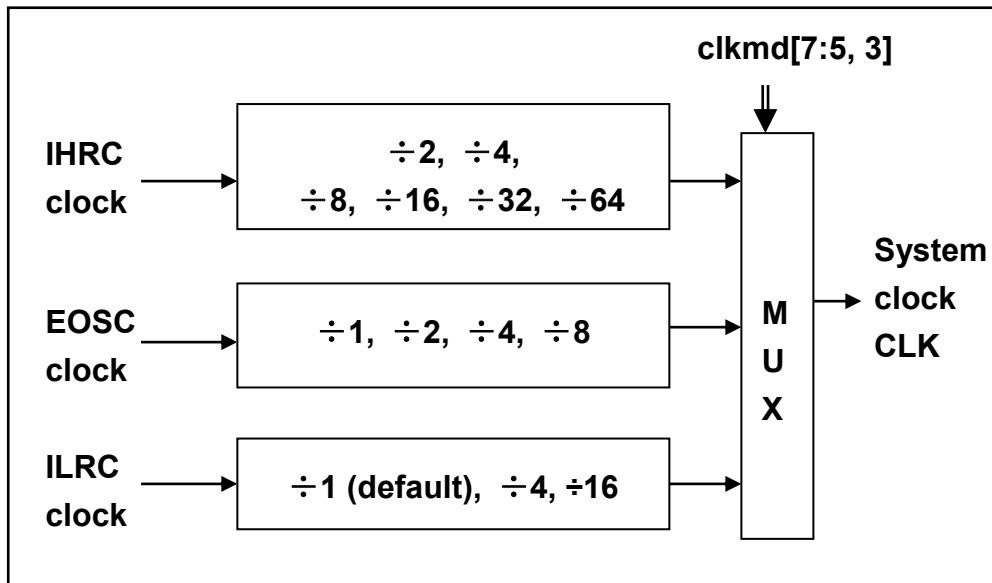 clkmd[7:5, 3]
IHRC
clock
÷2, ÷4,
÷8, ÷16, ÷32, ÷64
EOSC
clock
÷1, ÷2, ÷4, ÷8
ILRC
clock
÷1 (default), ÷4, ÷16
M
U
X
System
clock
CLK